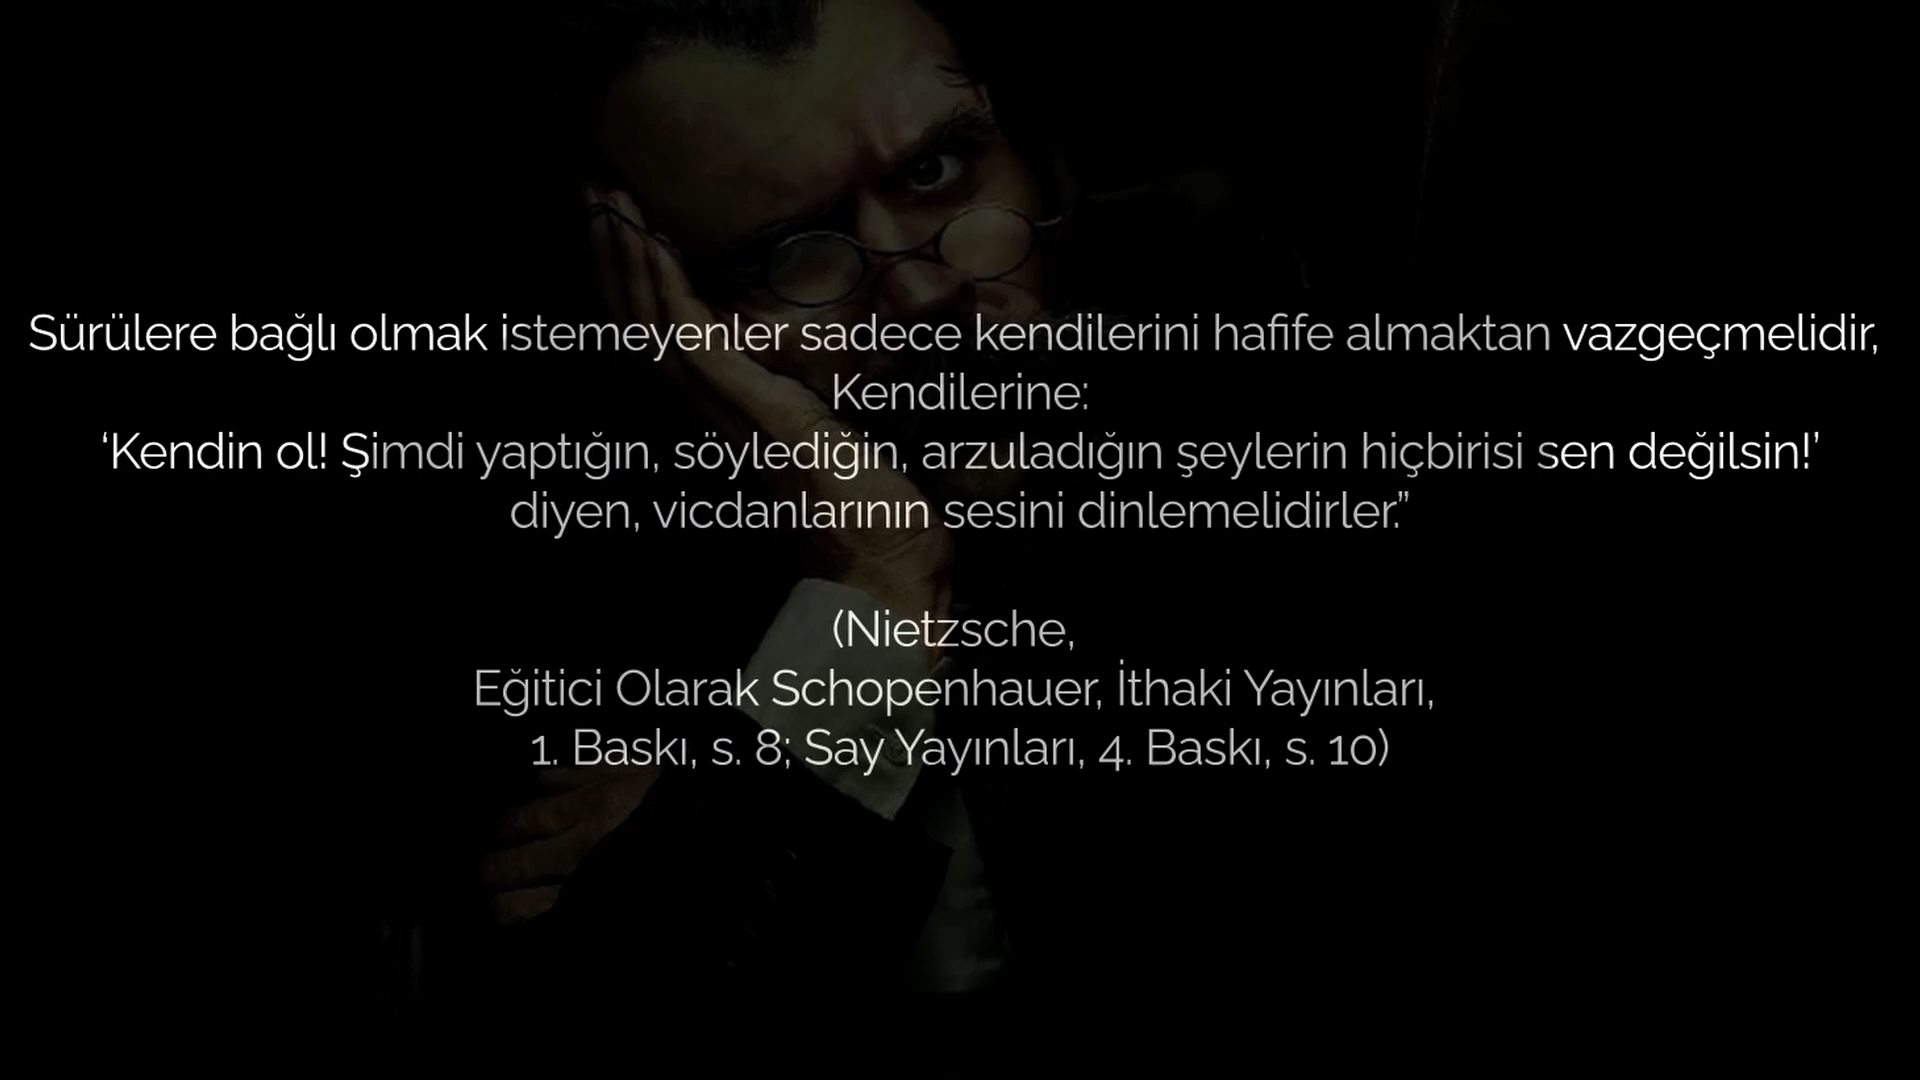 Sürülere bağlı olmak istemeyenler sadece kendilerini hafife almaktan vazgeçmelidir,
Kendilerine:
‘Kendin ol! Şimdi yaptığın, söylediğin, arzuladığın şeylerin hiçbirisi sen değilsin!’
diyen, vicdanlarının sesini dinlemelidirler.”
(Nietzsche,
Eğitici Olarak Schopenhauer, İthaki Yayınları,
1. Baskı, s. 8; Say Yayınları, 4. Baskı, s. 10)